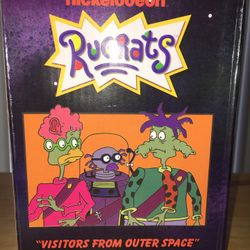 nickelodeon
Rugrats
"VISITORS FROM OUTER SPACE"